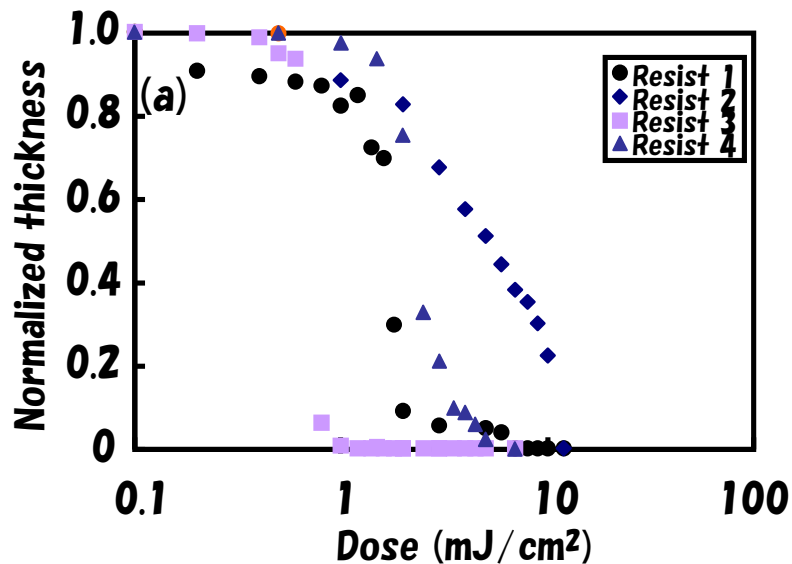 1.0
(a)
Resist 1
Resist 2
Resist 3
Resist 4
0.8
0.6
0.4
0.2
0
Normalized thickness
0.1
1
10
100
Dose (mJ/cm²)